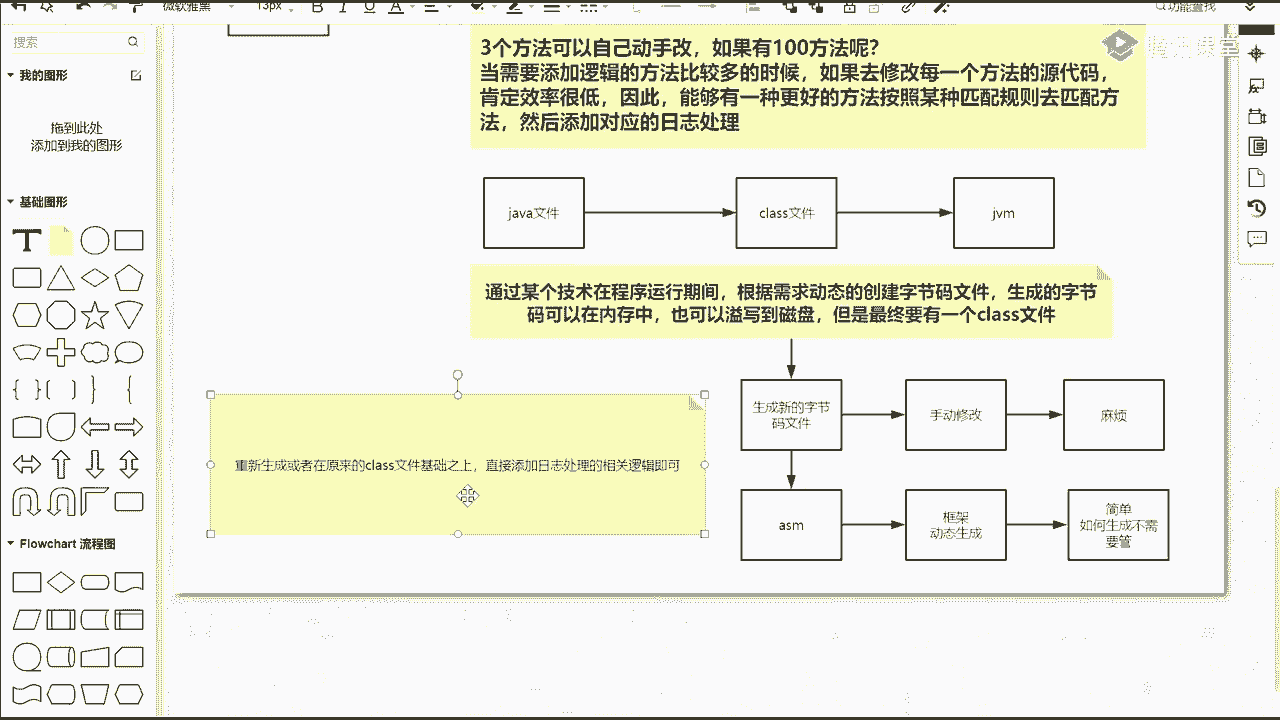 微软雅黑
13px
B
I
U
A
功能查找
搜索
我的图形
拖到此处
添加到我的图形
基础图形
T
Flowchart 流程图
3个方法可以自己动手改，如果有100方法呢？
当需要添加逻辑的方法比较多的时候，如果去修改每一个方法的源代码，
肯定效率很低，因此，能够有一种更好的方法按照某种匹配规则去匹配方
法，然后添加对应的日志处理
java文件
class文件
jvm
通过某个技术在程序运行期间，根据需求动态的创建字节码文件，生成的字节
码可以在内存中，也可以溢写到磁盘，但是最终要有一个class文件
生成新的字节
码文件
手动修改
麻烦
重新生成或者在原来的class文件基础之上，直接添加日志处理的相关逻辑即可
asm
框架
动态生成
简单
如何生成不需
要管